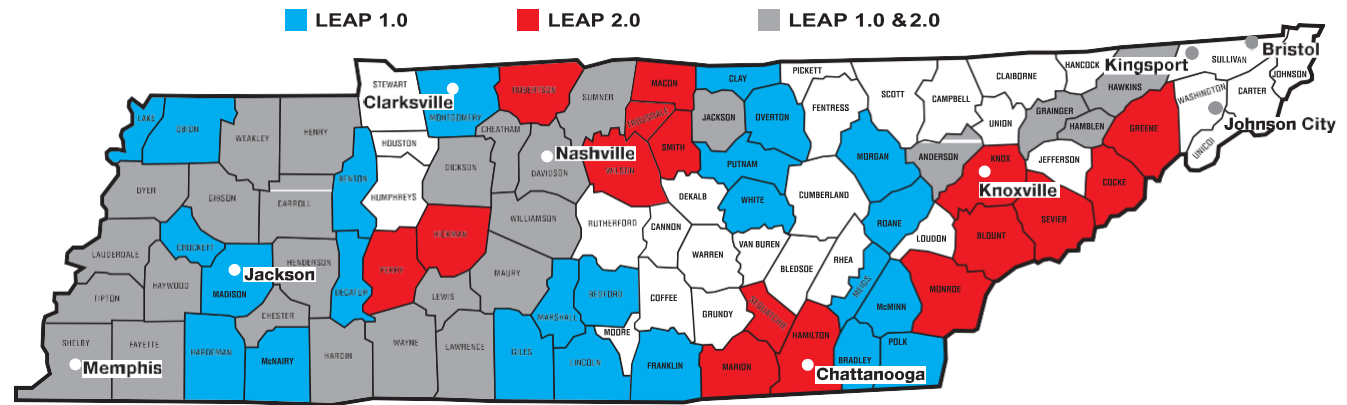 LEAP 1.0
LEAP 2.0
LEAP 1.0 & 2.0
Bristol
Kingsport
SULLIVAN
HANCOCK
JOHNSON
HAWKINS
CLAIBORNE
PICKETT
SCOTT
CAMPBELL
WASHINGTON
CARTER
CLAY
MACON
STEWART
Clarksville
ROBERTSON
SUMNER
MONTGOMERY
FENTRESS
UNION
GRAINGER
HAMBLEN
GREENE
Johnson City
UNICOI
LAKE
OBION
WEAKLEY
HENRY
HOUSTON
CHEATHAM
TROUSDALE
JACKSON
OVERTON
SMITH
Nashville
DAVIDSON
WILSON
DICKSON
PUTNAM
MORGAN
ANDERSON
KNOX
JEFFERSON
Knoxville
COCKE
BENTON
DYER
GIBSON
CARROLL
HUMPHREYS
DEKALB
WHITE
CUMBERLAND
ROANE
SEVIER
BLOUNT
LOUDON
WILLIAMSON
RUTHERFORD
CANNON
HICKMAN
CROCKETT
LAUDERDALE
WARREN
VAN BUREN
BLEDSOE
RHEA
HENDERSON
PERRY
MAURY
Jackson
MADISON
HAYWOOD
TIPTON
DECATUR
LEWIS
BEDFORD
COFFEE
MEIGS
McMINN
MONROE
CHESTER
MARSHALL
GRUNDY
SEQUATCHIE
MOORE
HAMILTON
POLK
SHELBY
FAYETTE
HARDEMAN
McNAIRY
HARDIN
WAYNE
LAWRENCE
GILES
LINCOLN
FRANKLIN
MARION
BRADLEY
Memphis
Chattanooga